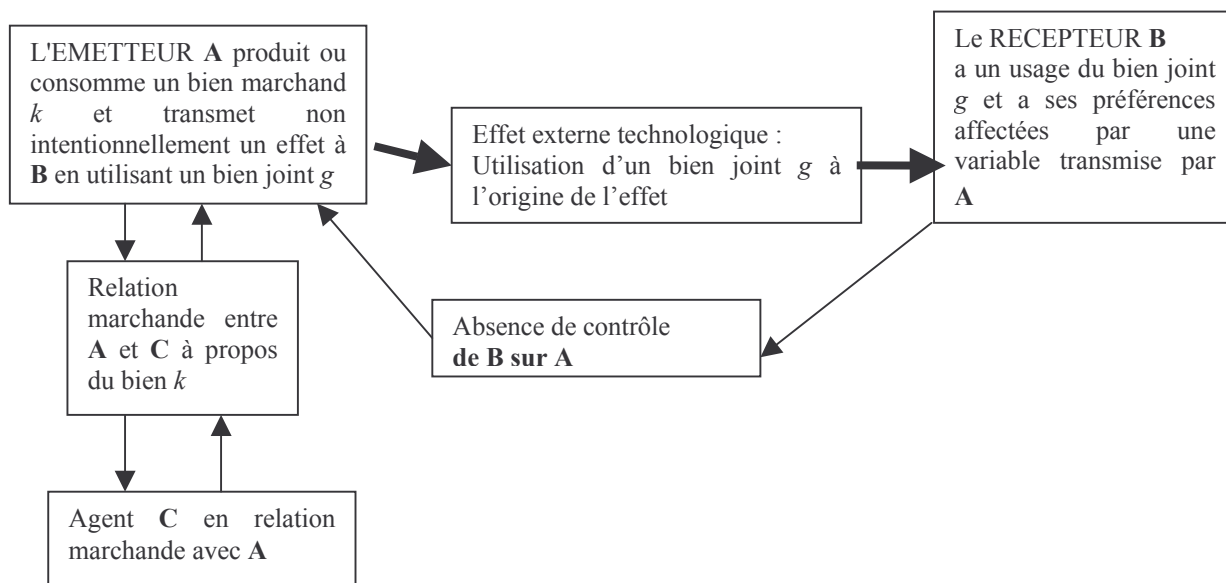 L'EMETTEUR A produit ou
consomme un bien marchand
k et transmet non
intentionnellement un effet à
B en utilisant un bien joint g
Effet externe technologique :
Utilisation d'un bien joint g à
l'origine de l'effet
Le RECEPTEUR B
a un usage du bien joint
g et a ses préférences
affectées par une
variable transmise par
A
Relation
marchande entre
A et C à propos
du bien k
Absence de contrôle
de B sur A
Agent C en relation
marchande avec A